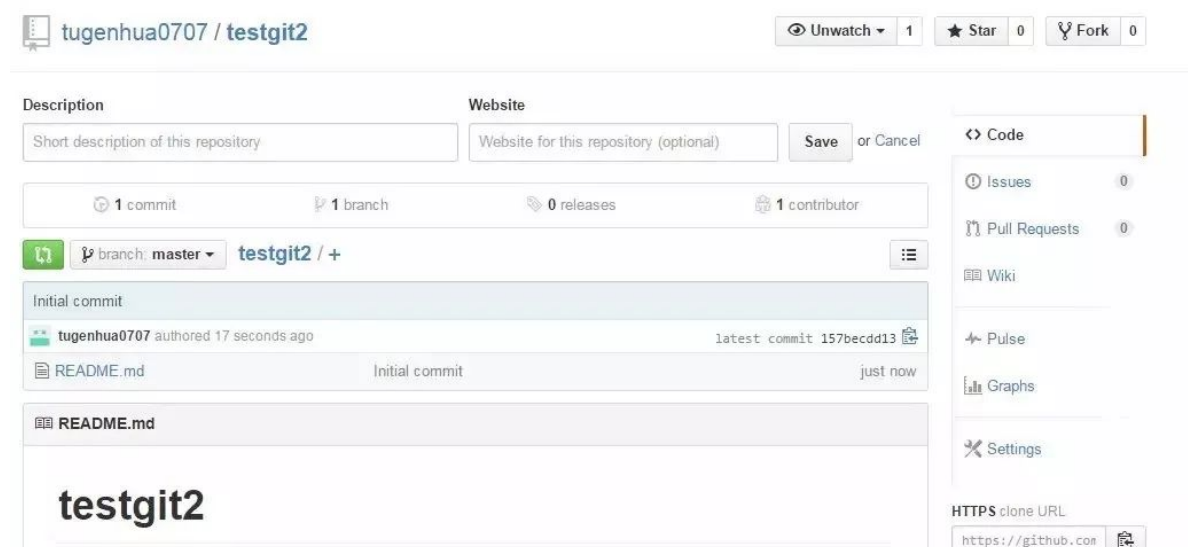 tugenhua0707 / testgit2
Unwatch 1 Star 0 Fork 0
Description Website
Short description of this repository Website for this repository (optional) Save or Cancel
1 commit 1 branch 0 releases 1 contributor
branch: master testgit2 / +
Initial commit
tugenhua0707 authored 17 seconds ago latest commit 157becdd13
README.md Initial commit just now
README.md
testgit2
Code
Issues 0
Pull Requests 0
Wiki
Pulse
Graphs
Settings
HTTPS clone URL
https://github.com